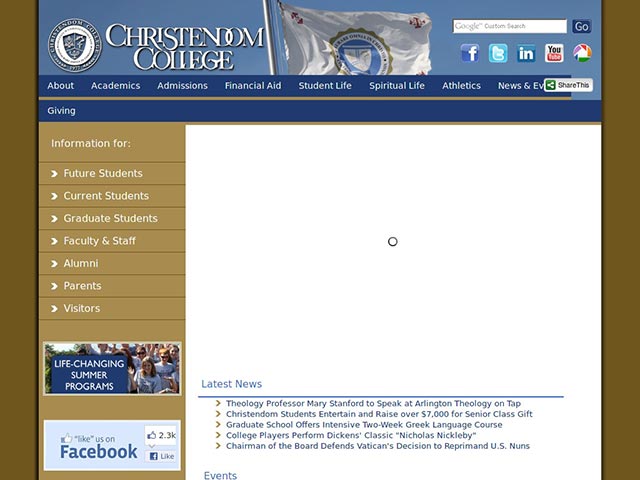 CHRISTENDOM
COLLEGE
Google Custom Search
Go
You
Tube
About
Academics
Admissions
Financial Aid
Student Life
Spiritual Life
Athletics
News & Ev
ShareThis
Giving
Information for:
Future Students
Current Students
Graduate Students
Faculty & Staff
Alumni
Parents
Visitors
LIFE-CHANGING
SUMMER
PROGRAMS
"like" us on
Facebook
2.3k
Like
Latest News
Theology Professor Mary Stanford to Speak at Arlington Theology on Tap
Christendom Students Entertain and Raise over $7,000 for Senior Class Gift
Graduate School Offers Intensive Two-Week Greek Language Course
College Players Perform Dickens' Classic "Nicholas Nickleby"
Chairman of the Board Defends Vatican's Decision to Reprimand U.S. Nuns
Events